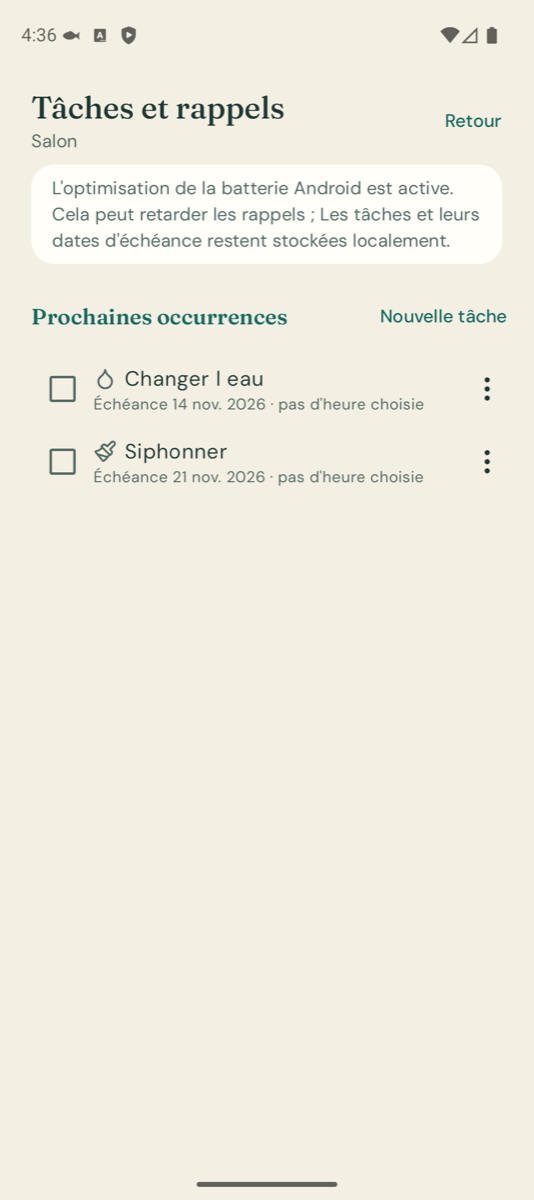 4:36
Tâches et rappels
Retour
Salon
L'optimisation de la batterie Android est active.
Cela peut retarder les rappels ; Les tâches et leurs
dates d'échéance restent stockées localement.
Prochaines occurrences
Nouvelle tâche
Changer l eau
Échéance 14 nov. 2026 · pas d'heure choisie
Siphonner
Échéance 21 nov. 2026 · pas d'heure choisie